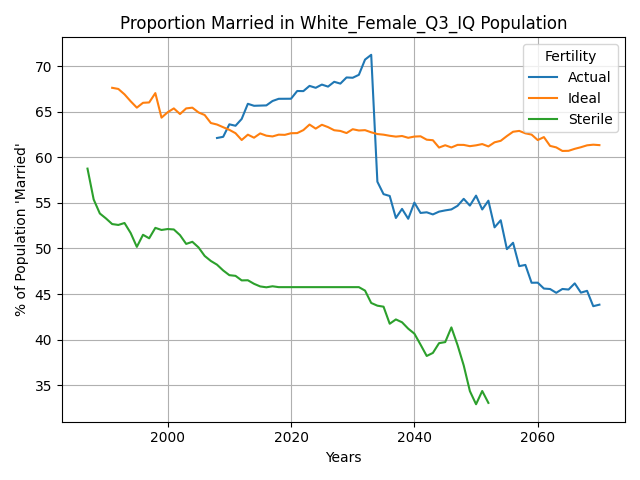 Proportion Married in White_Female_Q3_IQ Population
% of Population 'Married'
70
65
60
55
50
45
40
35
2000
2020
2040
2060
Years
Fertility
Actual
Ideal
Sterile